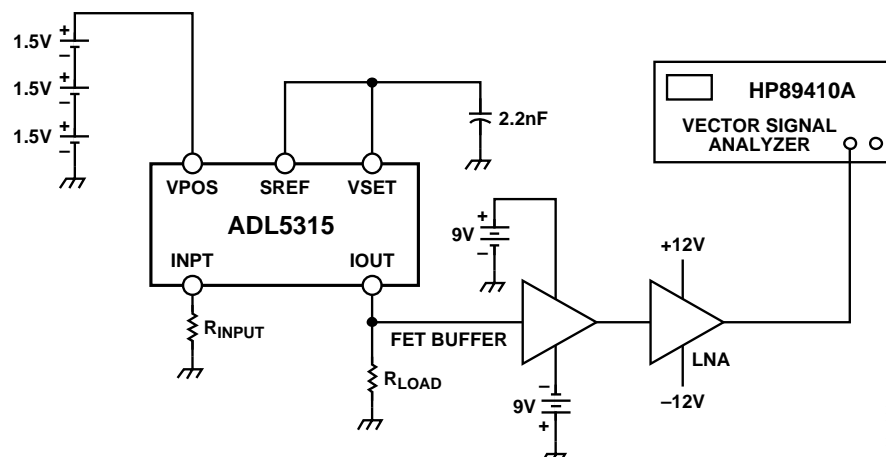 +
1.5V
–
+
1.5V
–
+
1.5V
–
2.2nF
HP89410A
VECTOR SIGNAL
ANALYZER
VPOS SREF VSET
ADL5315
INPT IOUT
+
9V
–
+12V
RINPUT
FET BUFFER
LNA
RLOAD
–
9V
+
–12V